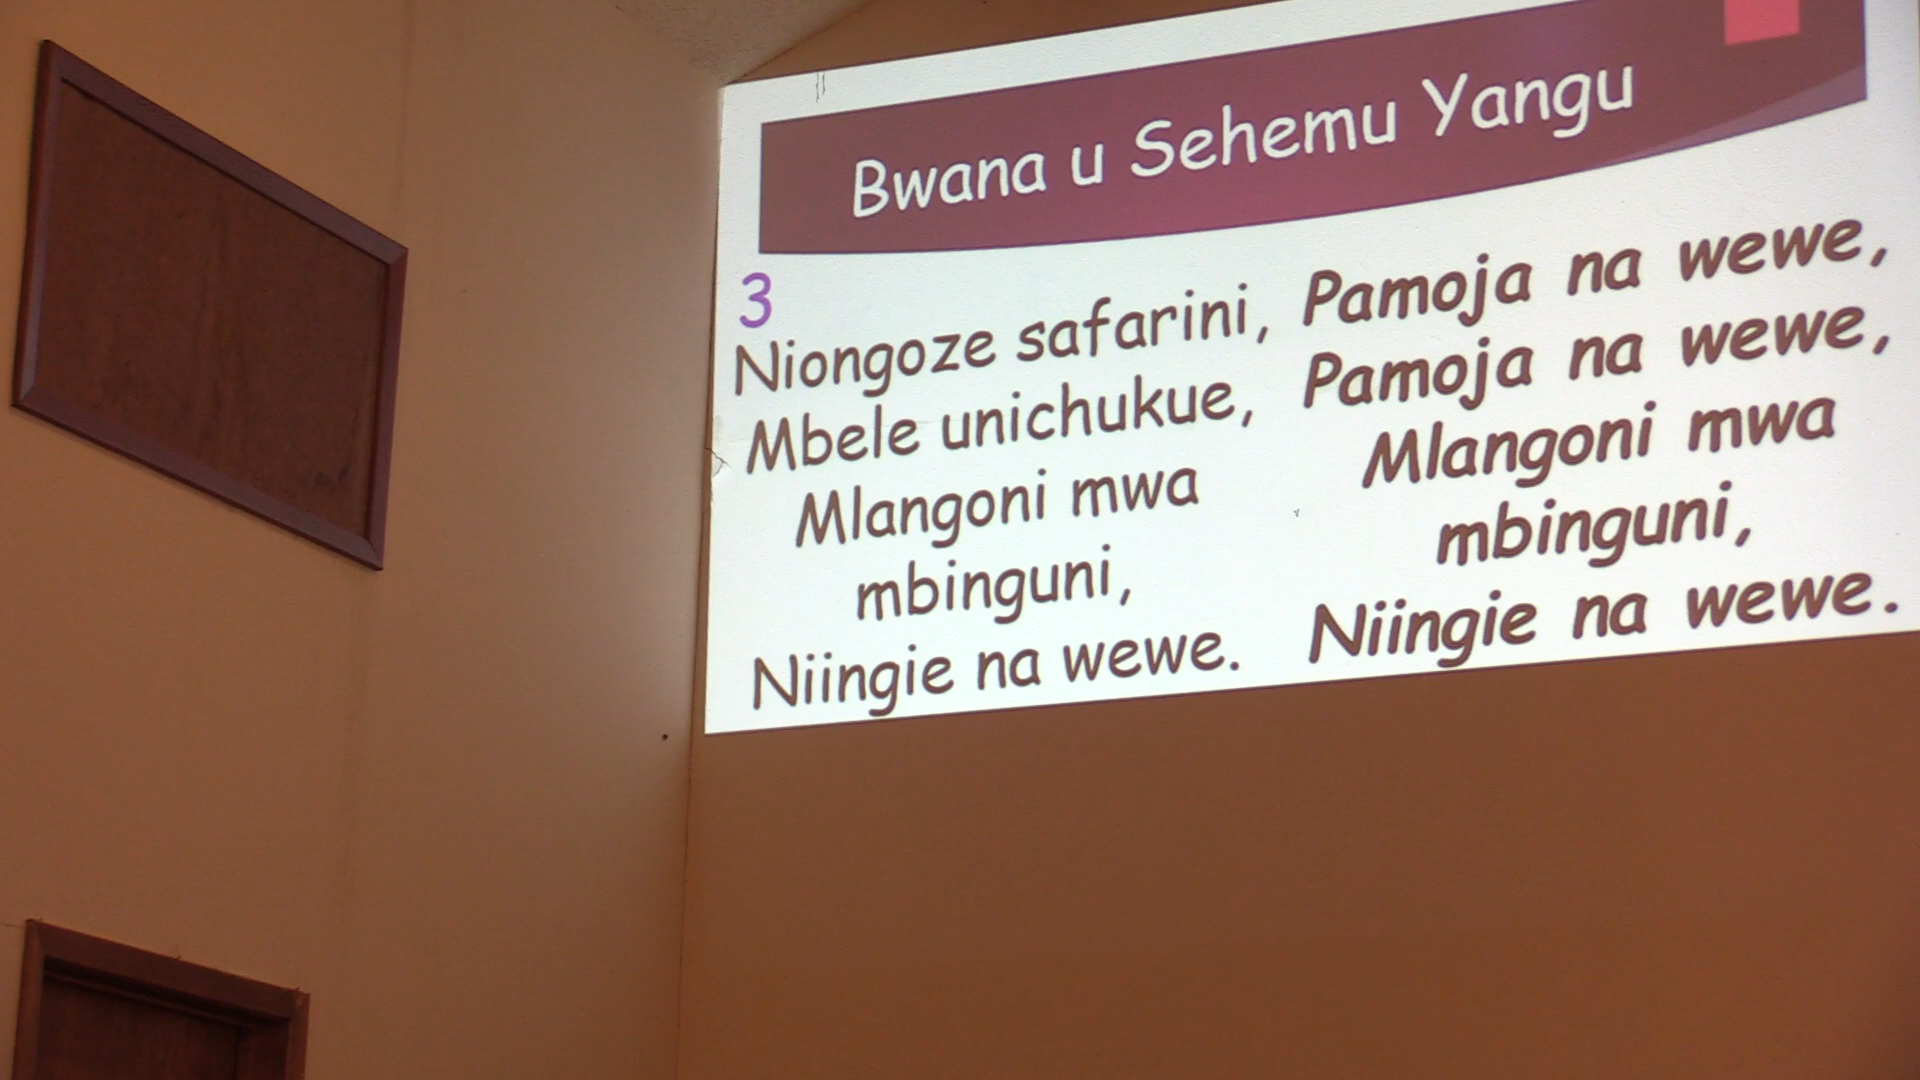 Bwana u Sehemu Yangu
3
Niongoze safarini,
Mbele unichukue,
Mlangoni mwa
mbinguni,
Niingie na wewe.
Pamoja na wewe,
Pamoja na wewe,
Mlangoni mwa
mbinguni,
Niingie na wewe.